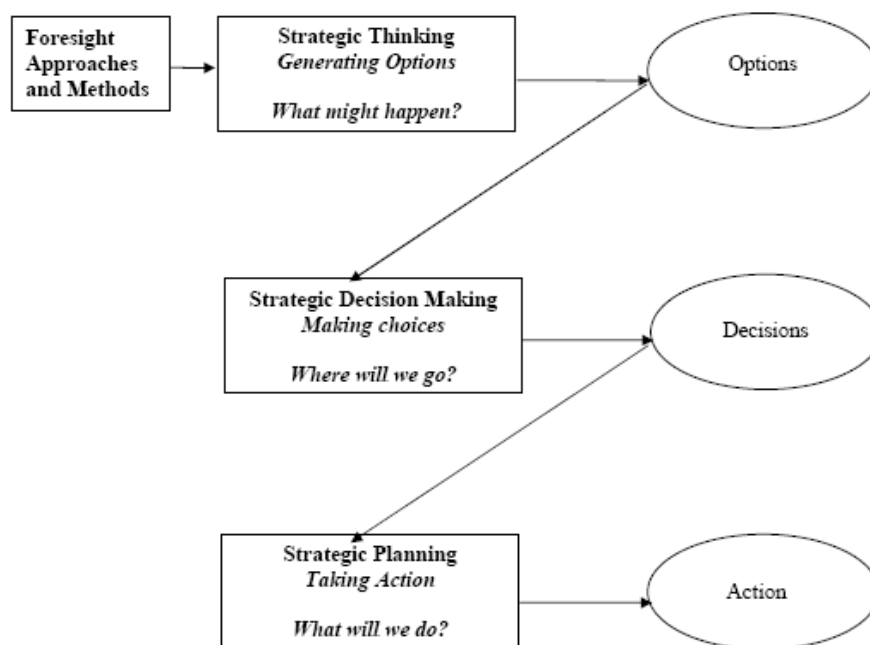 Foresight
Approaches
and Methods
Strategic Thinking
Generating Options
What might happen?
Options
Strategic Decision Making
Making choices
Where will we go?
Decisions
Strategic Planning
Taking Action
What will we do?
Action